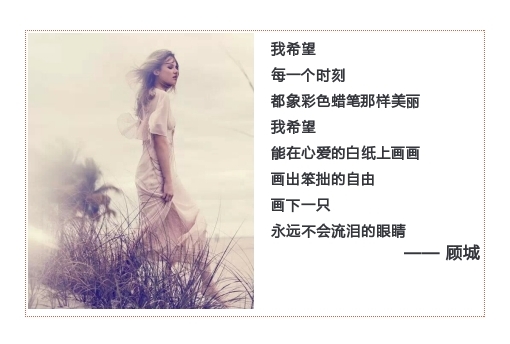 我希望
每一个时刻
都象彩色蜡笔那样美丽
我希望
能在心爱的白纸上画画
画出笨拙的自由
画下一只
永远不会流泪的眼睛
—— 顾城